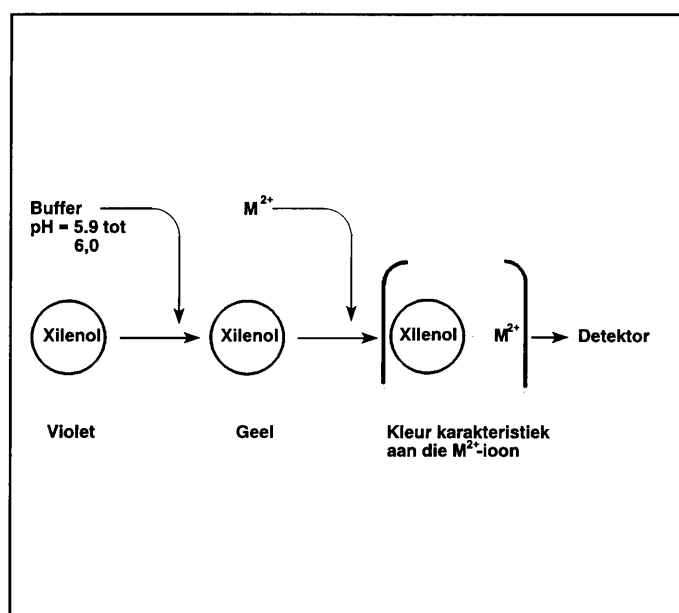 Buffer
pH = 5.9 tot
6,0
M²⁺
Xilenol
Xilenol
Xilenol
M²⁺
Detektor
Violet
Geel
Kleur karakteristiek
aan die M²⁺-ioon